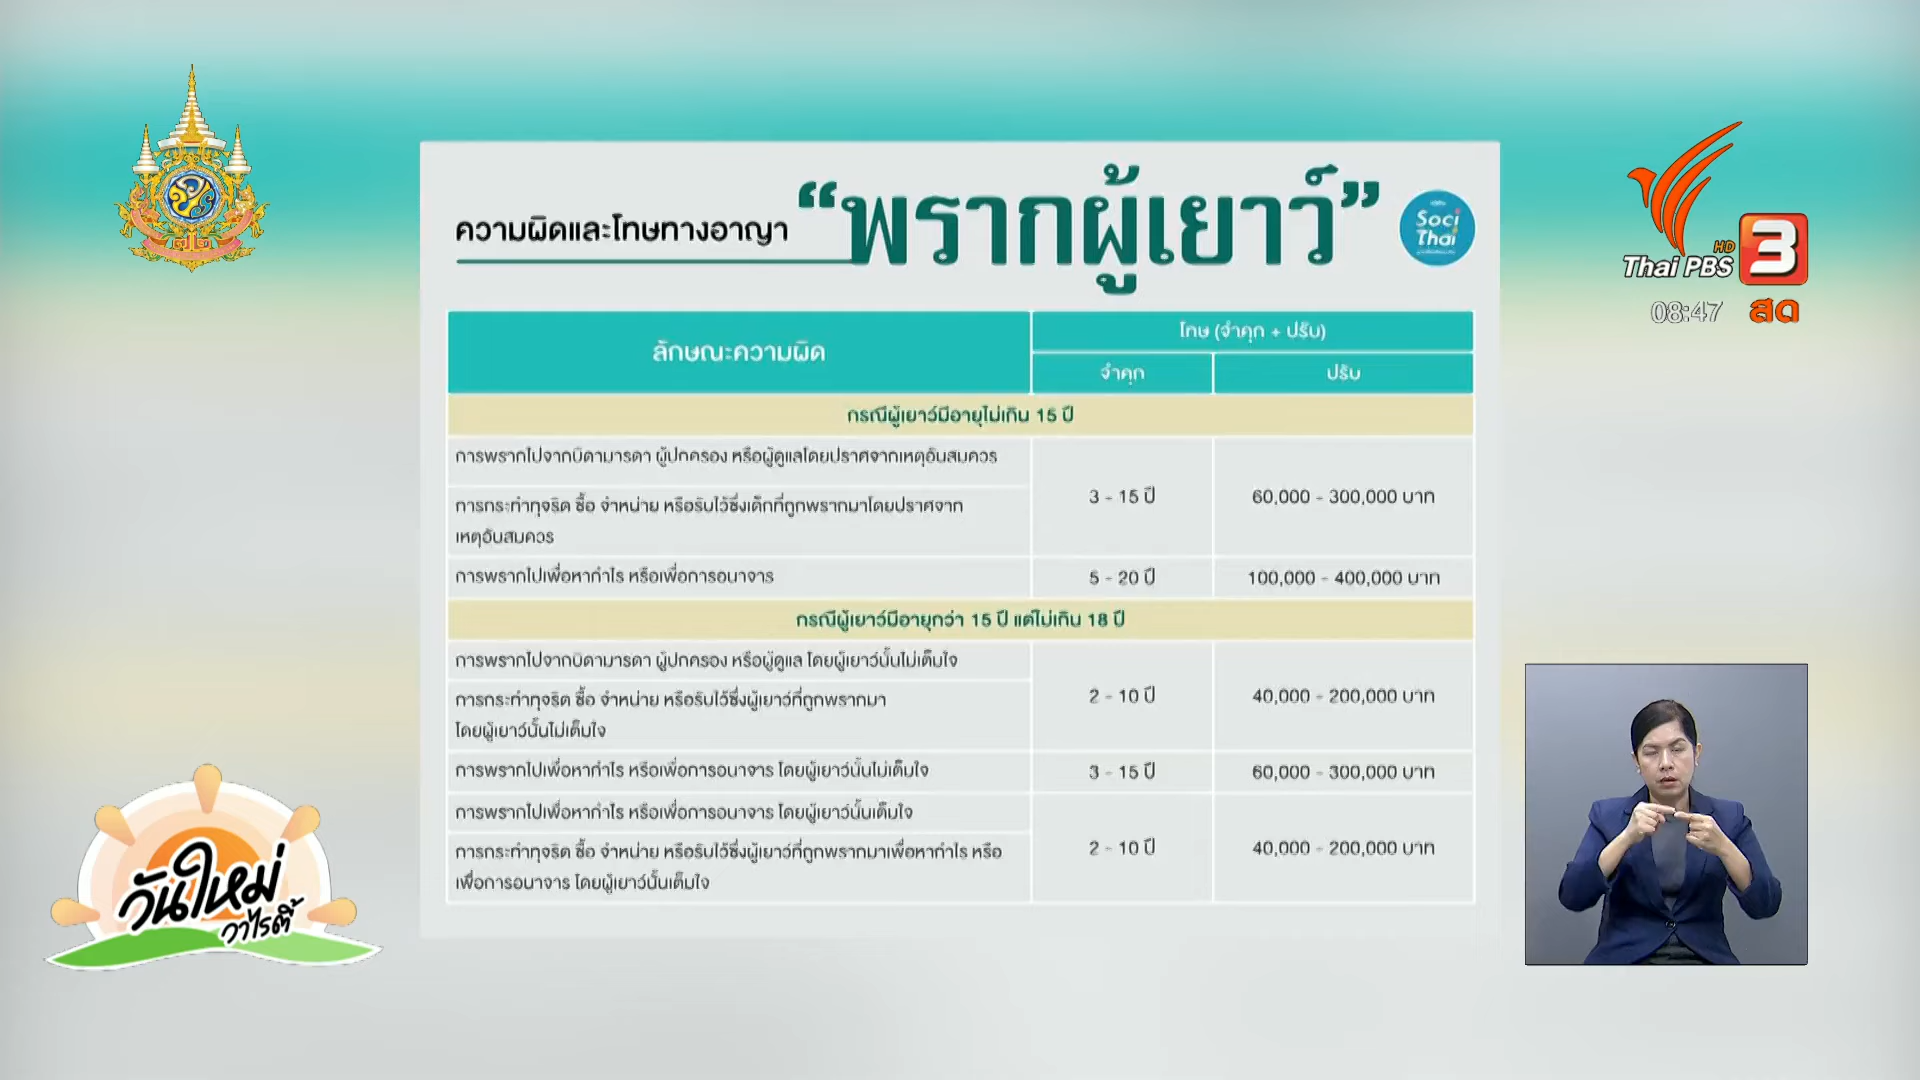 ความผิดและโทษทางอาญา “พรากผู้เยาว์”
Soci
Thai
Thai PBS HD 3
08:47 สด
ลักษณะความผิด
โทษ (จำคุก + ปรับ)
จำคุก
ปรับ
กรณีผู้เยาว์มีอายุไม่เกิน 15 ปี
การพรากไปจากบิดามารดา ผู้ปกครอง หรือผู้ดูแลโดยปราศจากเหตุอันสมควร
การกระทำทุจริต ซื้อ จำหน่าย หรือรับไว้ซึ่งเด็กที่ถูกพรากมาโดยปราศจาก
เหตุอันสมควร
3 - 15 ปี
60,000 - 300,000 บาท
การพรากไปเพื่อหากำไร หรือเพื่อการอนาจาร
5 - 20 ปี
100,000 - 400,000 บาท
กรณีผู้เยาว์มีอายุกว่า 15 ปี แต่ไม่เกิน 18 ปี
การพรากไปจากบิดามารดา ผู้ปกครอง หรือผู้ดูแล โดยผู้เยาว์นั้นไม่เต็มใจ
การกระทำทุจริต ซื้อ จำหน่าย หรือรับไว้ซึ่งผู้เยาว์ที่ถูกพรากมา
โดยผู้เยาว์นั้นไม่เต็มใจ
2 - 10 ปี
40,000 - 200,000 บาท
การพรากไปเพื่อหากำไร หรือเพื่อการอนาจาร โดยผู้เยาว์นั้นไม่เต็มใจ
3 - 15 ปี
60,000 - 300,000 บาท
การพรากไปเพื่อหากำไร หรือเพื่อการอนาจาร โดยผู้เยาว์นั้นเต็มใจ
การกระทำทุจริต ซื้อ จำหน่าย หรือรับไว้ซึ่งผู้เยาว์ที่ถูกพรากมาเพื่อหากำไร หรือ
เพื่อการอนาจาร โดยผู้เยาว์นั้นเต็มใจ
2 - 10 ปี
40,000 - 200,000 บาท
วันใหม่
วาไรตี้